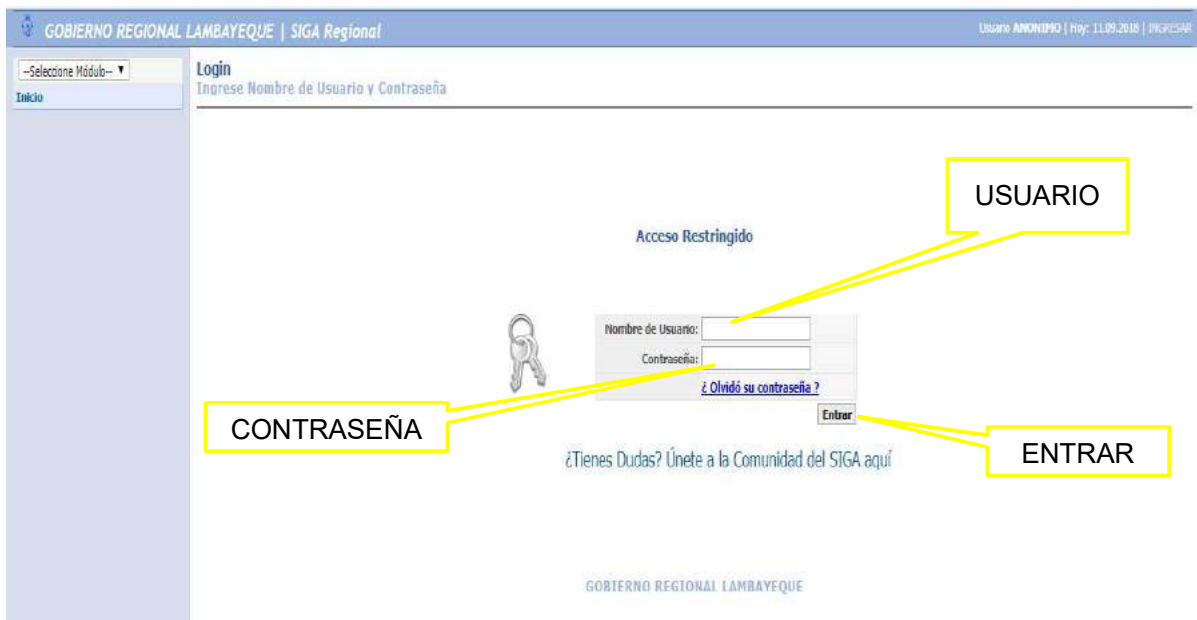 GOBIERNO REGIONAL LAMBAYEQUE | SIGA Regional
Usuario ANONIMO | Hoy: 11.09.2018 | INGRESAR
--Seleccione Módulo-- ▼
Inicio
Login
Ingrese Nombre de Usuario y Contraseña
USUARIO
Acceso Restringido
Nombre de Usuario:
Contraseña:
¿ Olvidó su contraseña ?
Entrar
CONTRASEÑA
ENTRAR
¿Tienes Dudas? Únete a la Comunidad del SIGA aquí
GOBIERNO REGIONAL LAMBAYEQUE